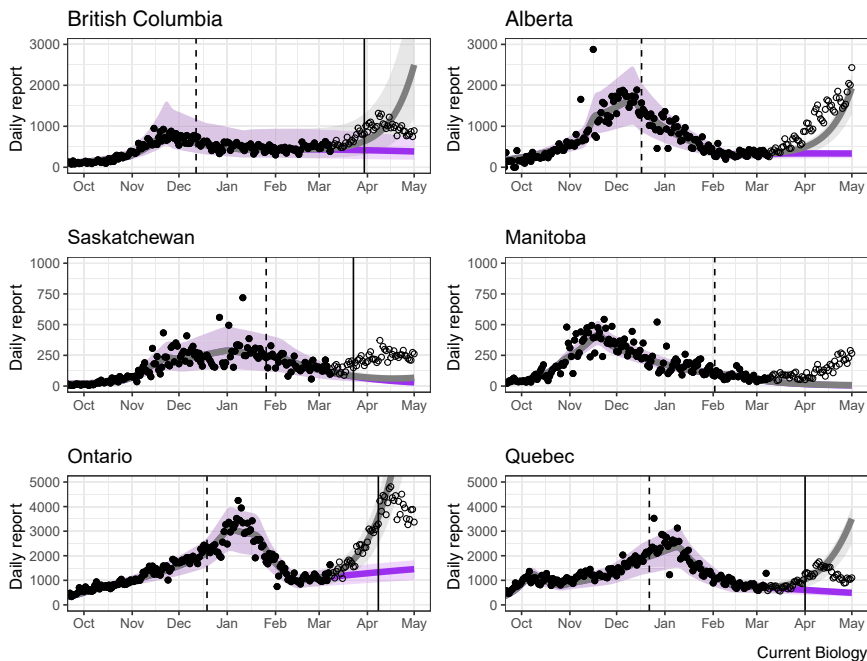 British Columbia
Alberta
Daily report
3000
2000
1000
0
Oct Nov Dec Jan Feb Mar Apr May
Daily report
3000
2000
1000
0
Oct Nov Dec Jan Feb Mar Apr May
Saskatchewan
Manitoba
Daily report
1000
750
500
250
0
Oct Nov Dec Jan Feb Mar Apr May
Daily report
1000
750
500
250
0
Oct Nov Dec Jan Feb Mar Apr May
Ontario
Quebec
Daily report
5000
4000
3000
2000
1000
0
Oct Nov Dec Jan Feb Mar Apr May
Daily report
5000
4000
3000
2000
1000
0
Oct Nov Dec Jan Feb Mar Apr May
Current Biology